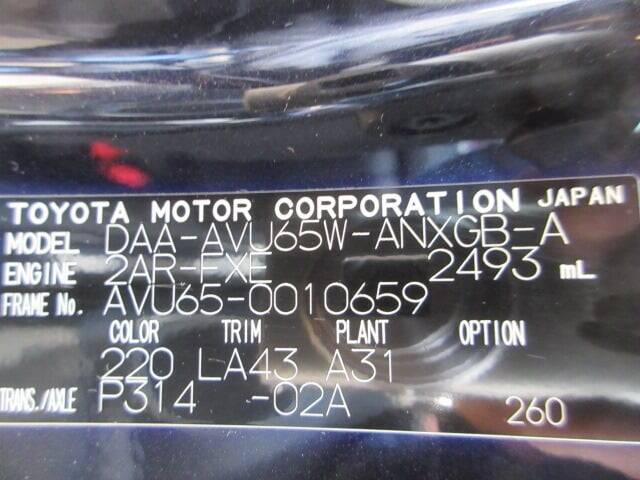 TOYOTA MOTOR CORPORATION JAPAN
MODEL DAA-AVU65W-ANXGB-A
ENGINE 2AR-FXE 2493 mL
FRAME No. AVU65-0010659
COLOR TRIM PLANT OPTION
220 LA43 A31
TRANS./AXLE P314 -02A 260